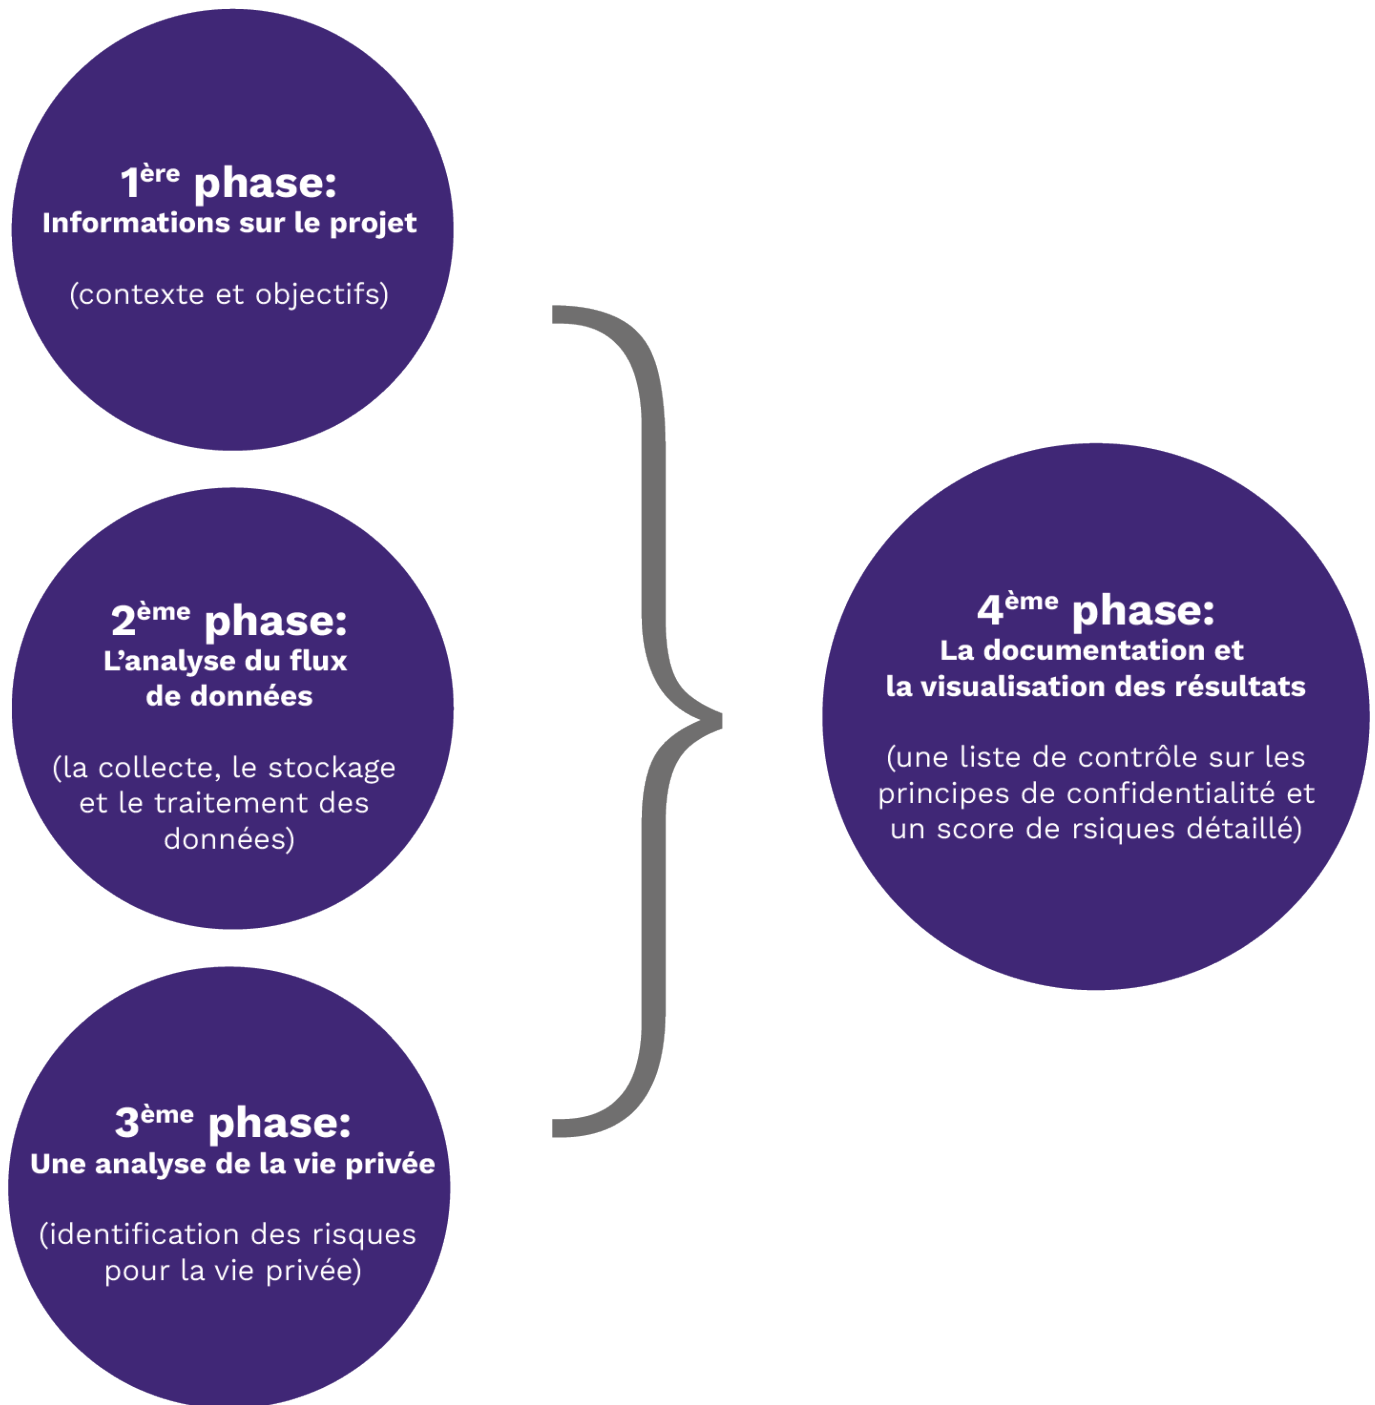 1ère phase:
Informations sur le projet
(contexte et objectifs)
2ème phase:
L’analyse du flux
de données
(la collecte, le stockage
et le traitement des
données)
3ème phase:
Une analyse de la vie privée
(identification des risques
pour la vie privée)
4ème phase:
La documentation et
la visualisation des résultats
(une liste de contrôle sur les
principes de confidentialité et
un score de rsiques détaillé)